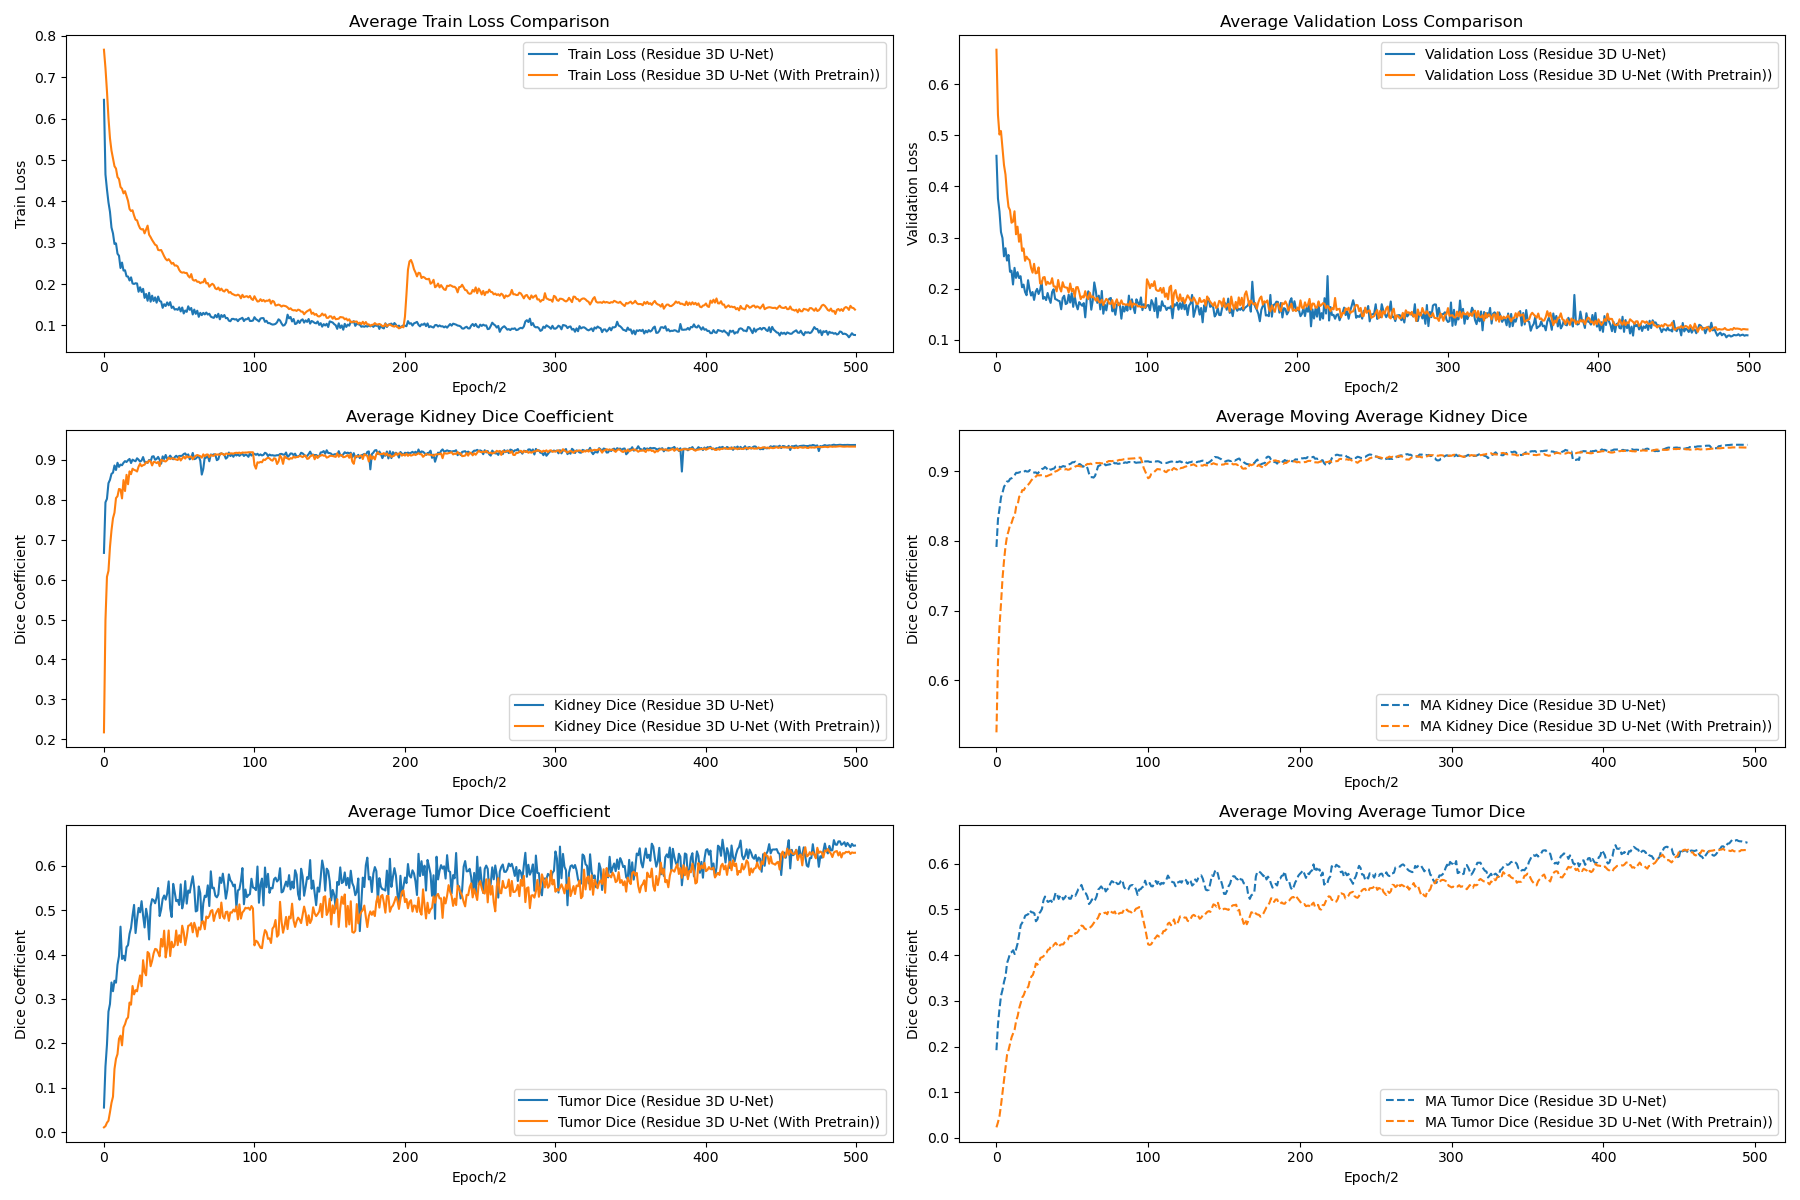 Average Train Loss Comparison
Train Loss
0.8
0.7
0.6
0.5
0.4
0.3
0.2
0.1
Train Loss (Residue 3D U-Net)
Train Loss (Residue 3D U-Net (With Pretrain))
0 100 200 300 400 500
Epoch/2
Average Validation Loss Comparison
Validation Loss
0.6
0.5
0.4
0.3
0.2
0.1
Validation Loss (Residue 3D U-Net)
Validation Loss (Residue 3D U-Net (With Pretrain))
0 100 200 300 400 500
Epoch/2
Average Kidney Dice Coefficient
Dice Coefficient
0.9
0.8
0.7
0.6
0.5
0.4
0.3
0.2
Kidney Dice (Residue 3D U-Net)
Kidney Dice (Residue 3D U-Net (With Pretrain))
0 100 200 300 400 500
Epoch/2
Average Moving Average Kidney Dice
Dice Coefficient
0.9
0.8
0.7
0.6
MA Kidney Dice (Residue 3D U-Net)
MA Kidney Dice (Residue 3D U-Net (With Pretrain))
0 100 200 300 400 500
Epoch/2
Average Tumor Dice Coefficient
Dice Coefficient
0.6
0.5
0.4
0.3
0.2
0.1
0.0
Tumor Dice (Residue 3D U-Net)
Tumor Dice (Residue 3D U-Net (With Pretrain))
0 100 200 300 400 500
Epoch/2
Average Moving Average Tumor Dice
Dice Coefficient
0.6
0.5
0.4
0.3
0.2
0.1
0.0
MA Tumor Dice (Residue 3D U-Net)
MA Tumor Dice (Residue 3D U-Net (With Pretrain))
0 100 200 300 400 500
Epoch/2